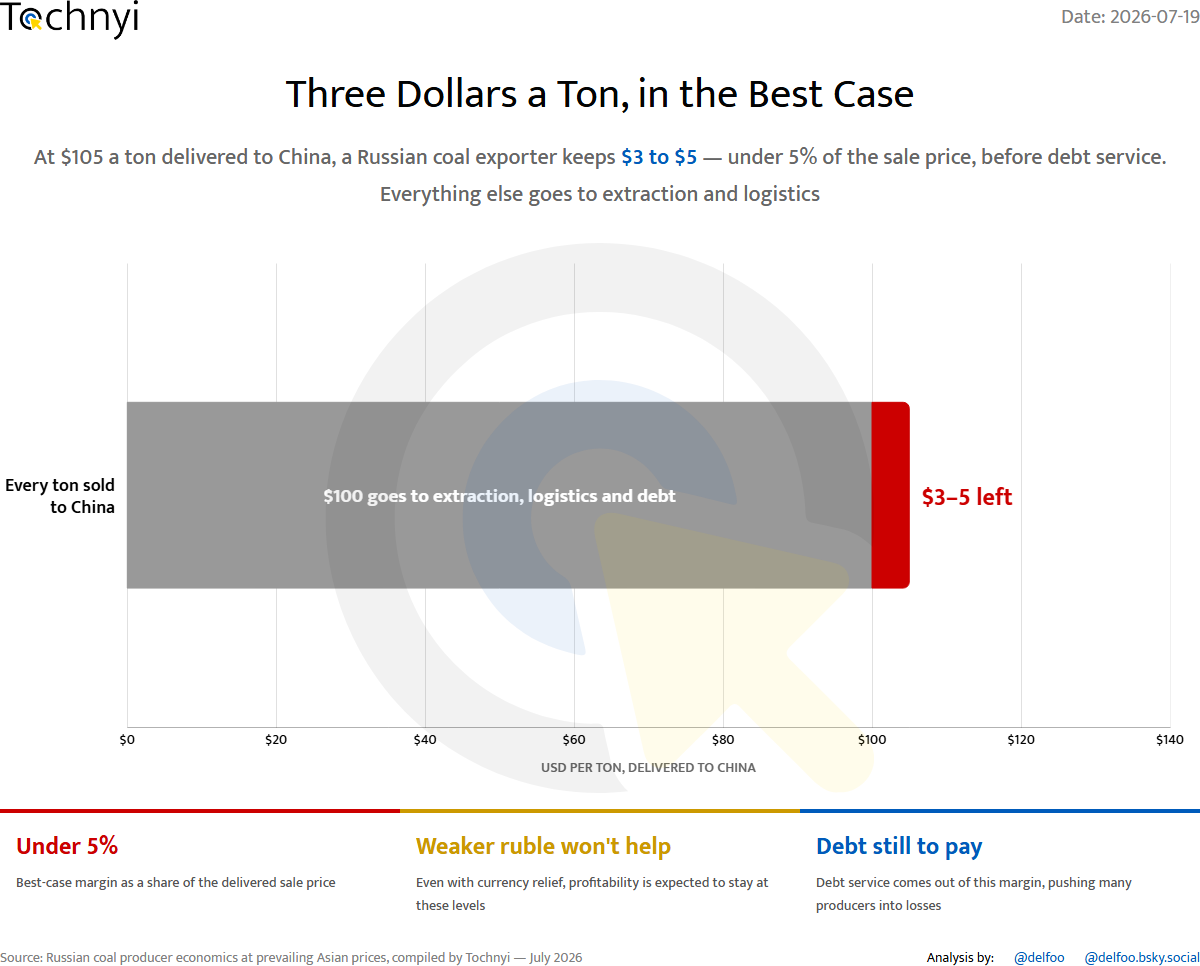 Tochnyi
Date: 2026-07-19
Three Dollars a Ton, in the Best Case
At $105 a ton delivered to China, a Russian coal exporter keeps $3 to $5 — under 5% of the sale price, before debt service.
Everything else goes to extraction and logistics
Every ton sold
to China
$100 goes to extraction, logistics and debt
$3–5 left
$0 $20 $40 $60 $80 $100 $120 $140
USD PER TON, DELIVERED TO CHINA
Under 5%
Best-case margin as a share of the delivered sale price
Weaker ruble won't help
Even with currency relief, profitability is expected to stay at
these levels
Debt still to pay
Debt service comes out of this margin, pushing many
producers into losses
Source: Russian coal producer economics at prevailing Asian prices, compiled by Tochnyi — July 2026
Analysis by: @delfoo @delfoo.bsky.social